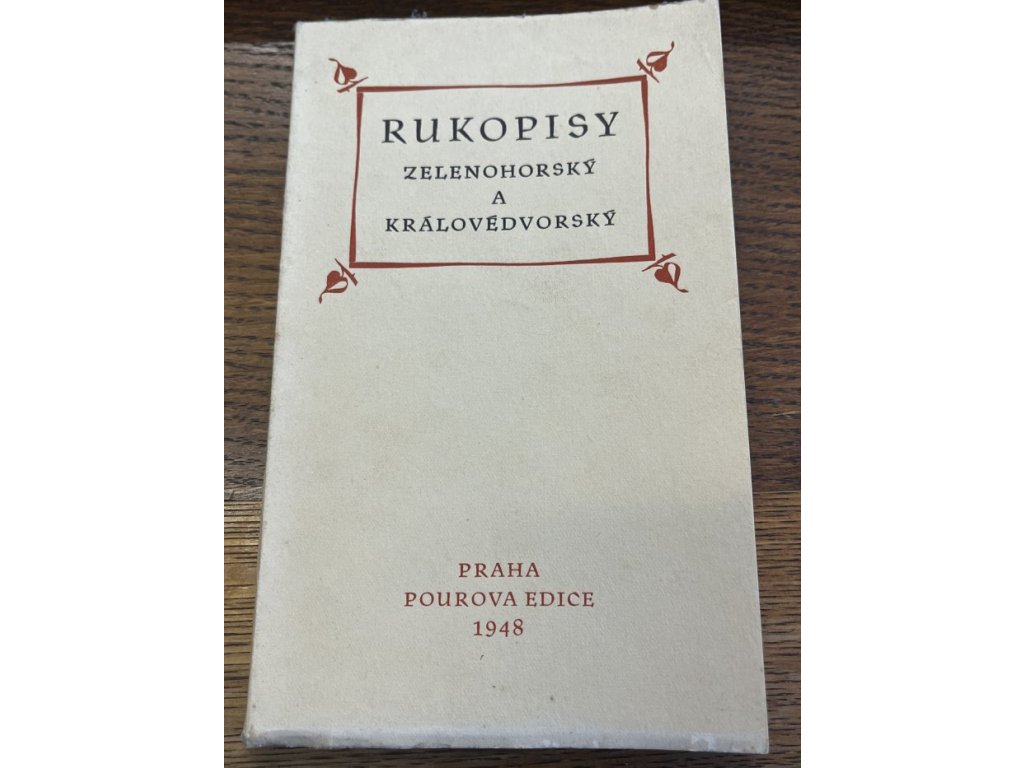 RUKOPISY
ZELENOHORSKÝ
A
KRÁLOVÉDVORSKÝ
PRAHA
POUROVA EDICE
1948